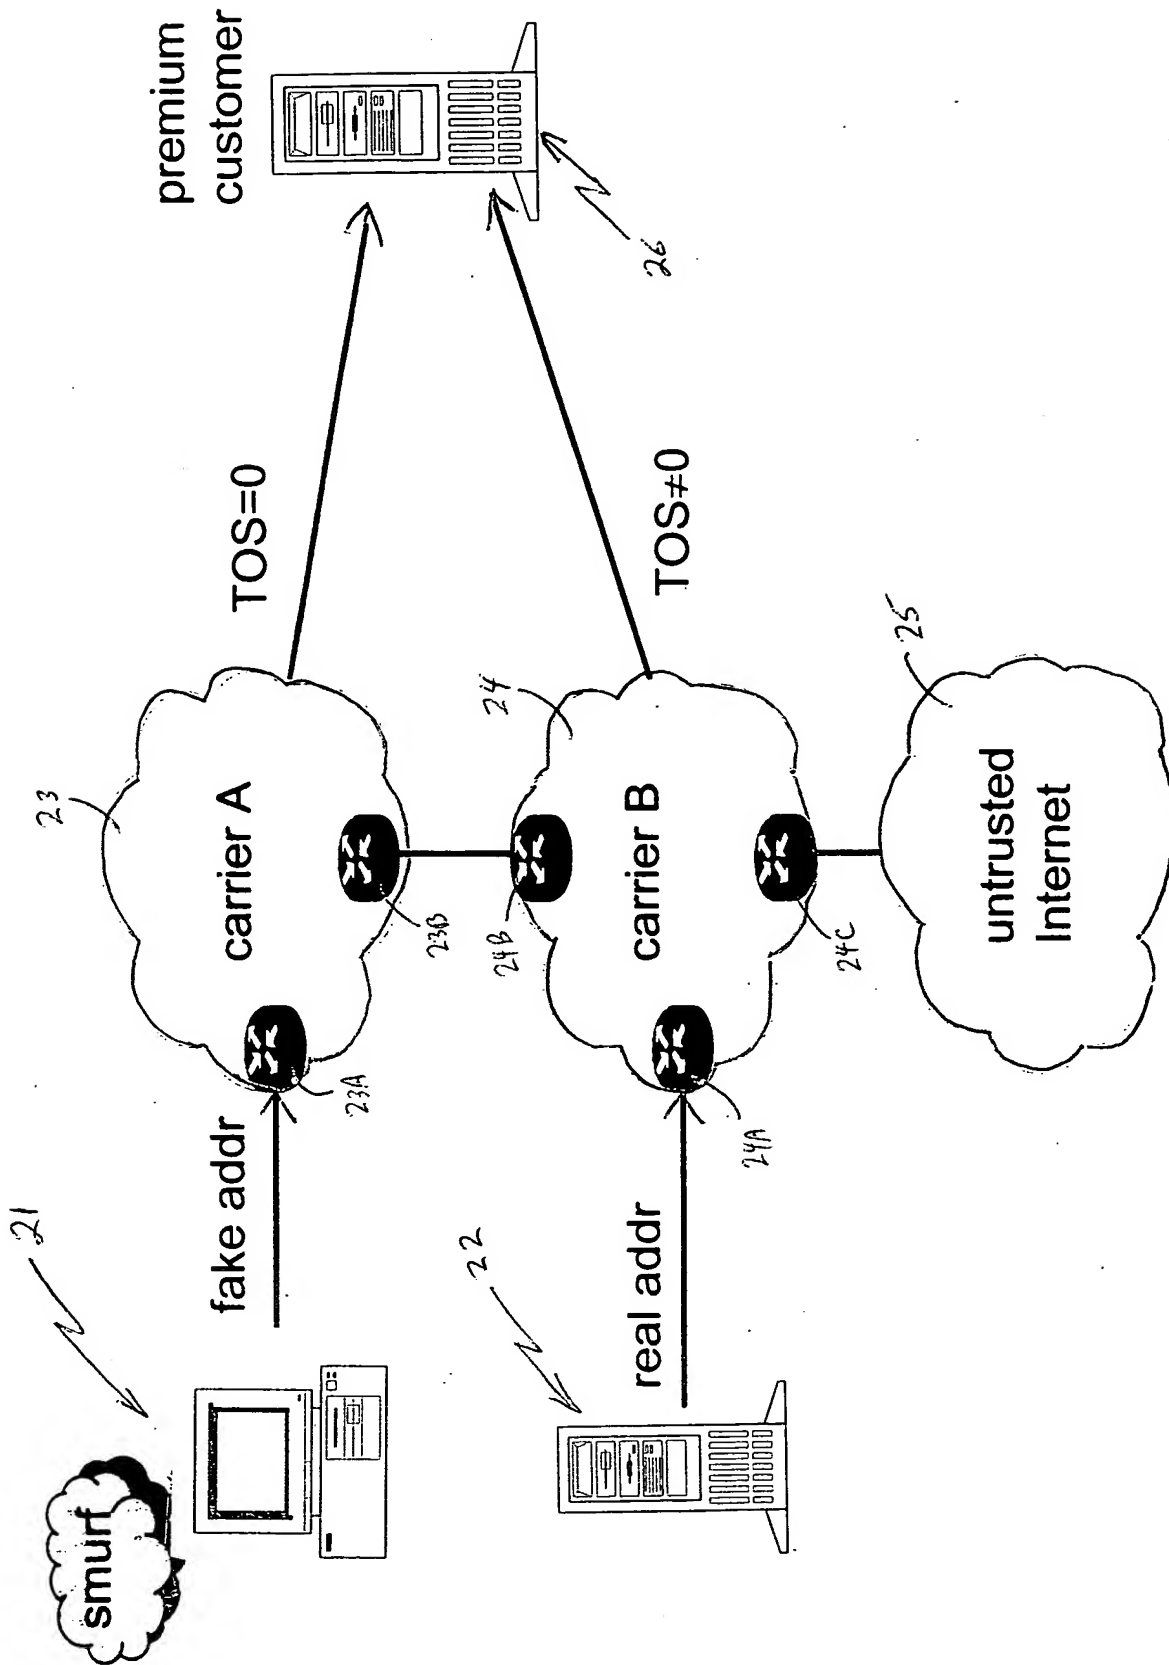 smurf
21
fake addr
23A
23
carrier A
23B
TOS=0
premium
customer
22
real addr
24A
24B
24
carrier B
24C
TOS≠0
26
25
untrusted
Internet